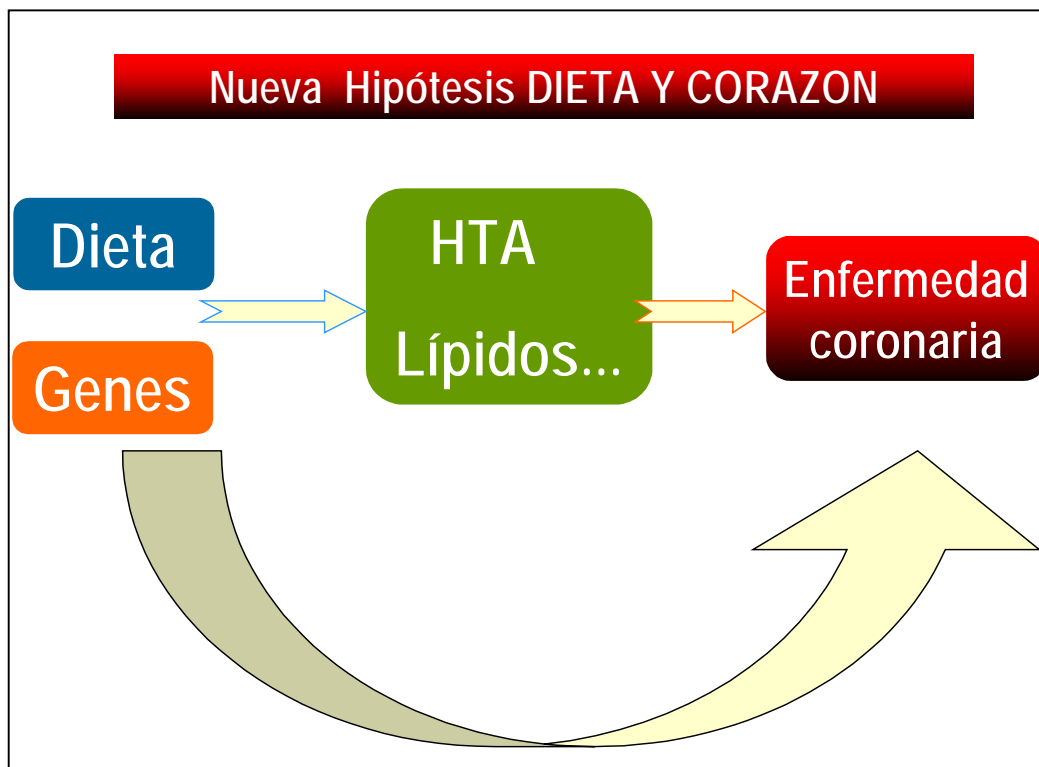 Nueva Hipótesis DIETA Y CORAZON
Dieta
Genes
HTA
Lípidos...
Enfermedad
coronaria